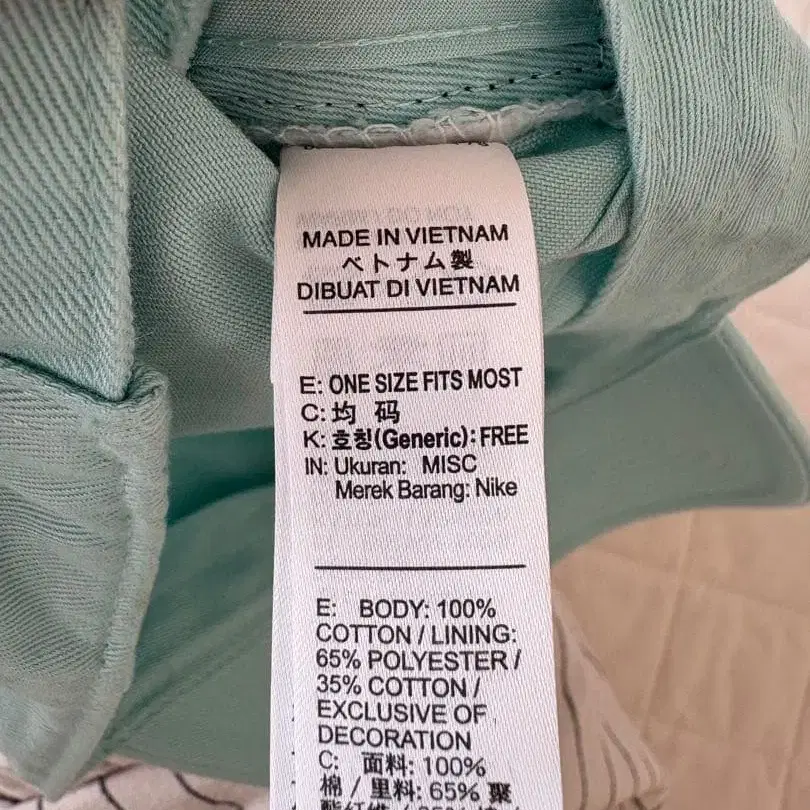 MADE IN VIETNAM
ベトナム製
DIBUAT DI VIETNAM
E: ONE SIZE FITS MOST
C: 均 码
K: 호칭(Generic): FREE
IN: Ukuran: MISC
Merek Barang: Nike
E: BODY: 100%
COTTON / LINING:
65% POLYESTER /
35% COTTON /
EXCLUSIVE OF
DECORATION
C: 面料: 100%
棉 / 里料: 65% 聚